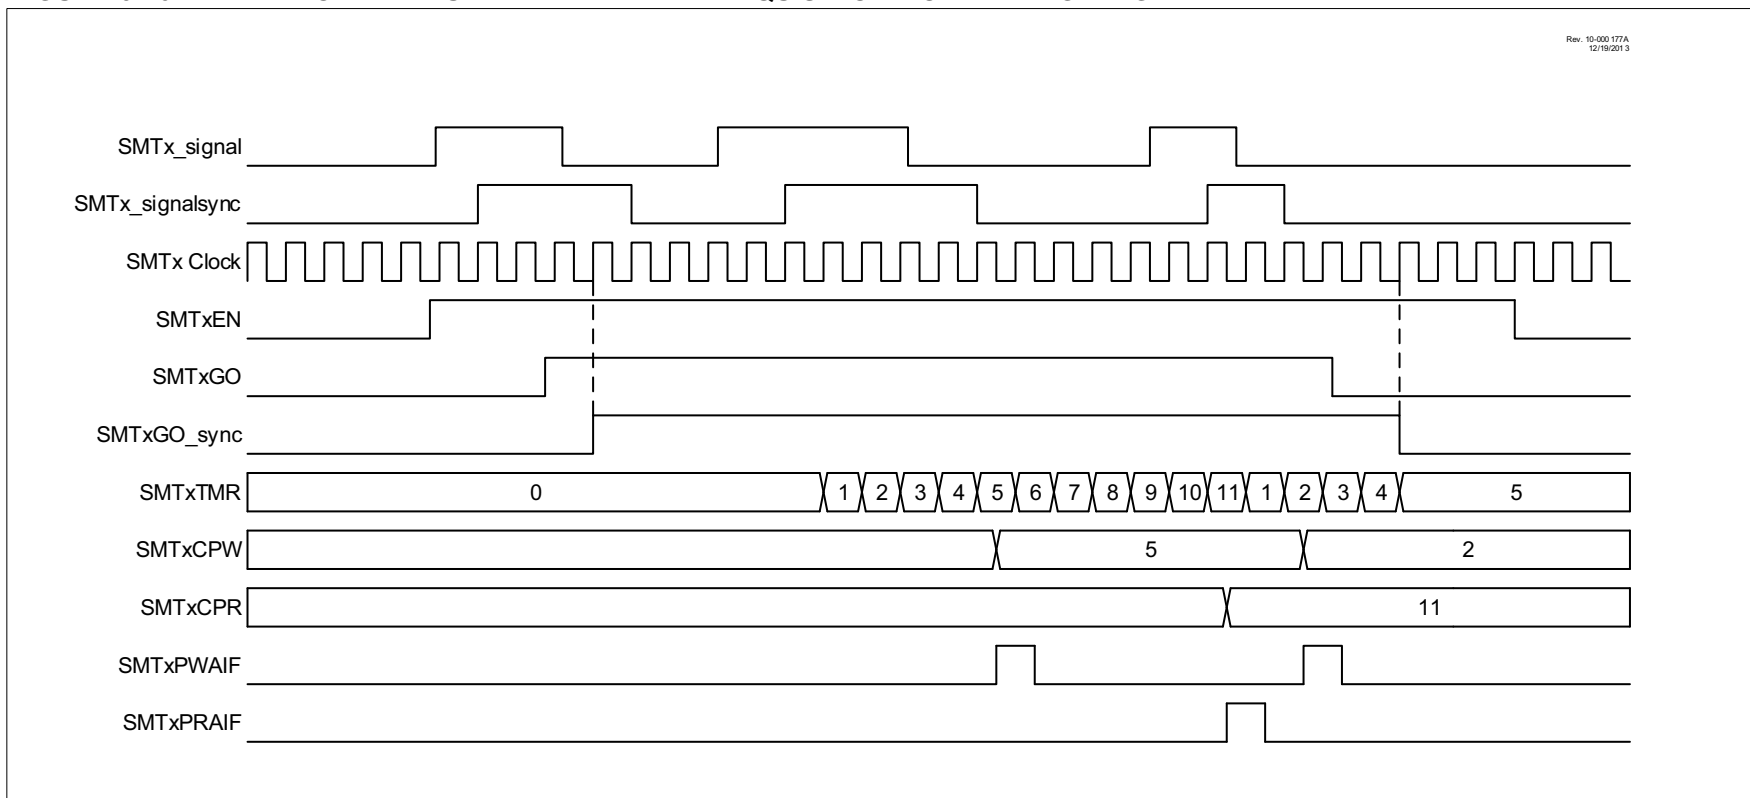 Rev. 10-000 177A
12/19/201 3
SMTx_signal
SMTx_signalsync
SMTx Clock
SMTxEN
SMTxGO
SMTxGO_sync
SMTxTMR 0 1 2 3 4 5 6 7 8 9 10 11 1 2 3 4 5
SMTxCPW 5 2
SMTxCPR 11
SMTxPWAIF
SMTxPRAIF